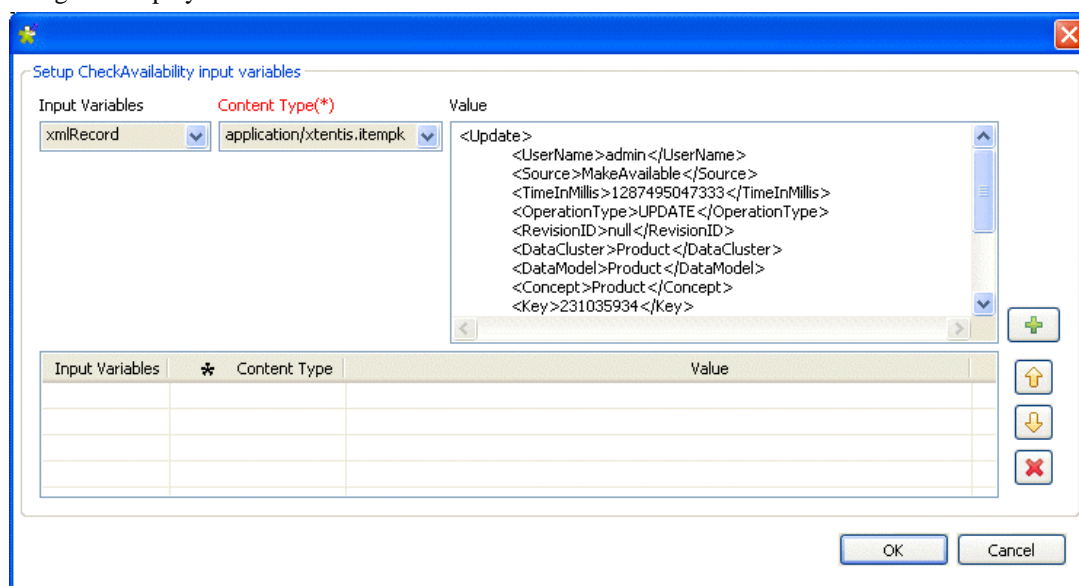 Setup CheckAvailability input variables
Input Variables Content Type(*) Value
xmlRecord application/xtentis.itempk <Update>
<UserName>admin</UserName>
<Source>MakeAvailable</Source>
<TimeInMillis>1287495047333</TimeInMillis>
<OperationType>UPDATE</OperationType>
<RevisionID>null</RevisionID>
<DataCluster>Product</DataCluster>
<DataModel>Product</DataModel>
<Concept>Product</Concept>
<Key>231035934</Key>
Input Variables Content Type Value
OK Cancel